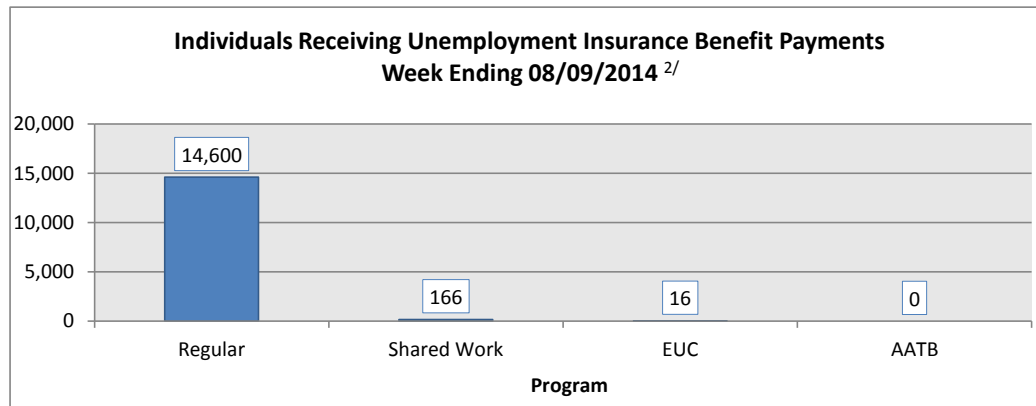 Individuals Receiving Unemployment Insurance Benefit Payments
Week Ending 08/09/2014 2/
20,000
15,000
10,000
5,000
0
14,600
166
16
0
Regular
Shared Work
EUC
AATB
Program